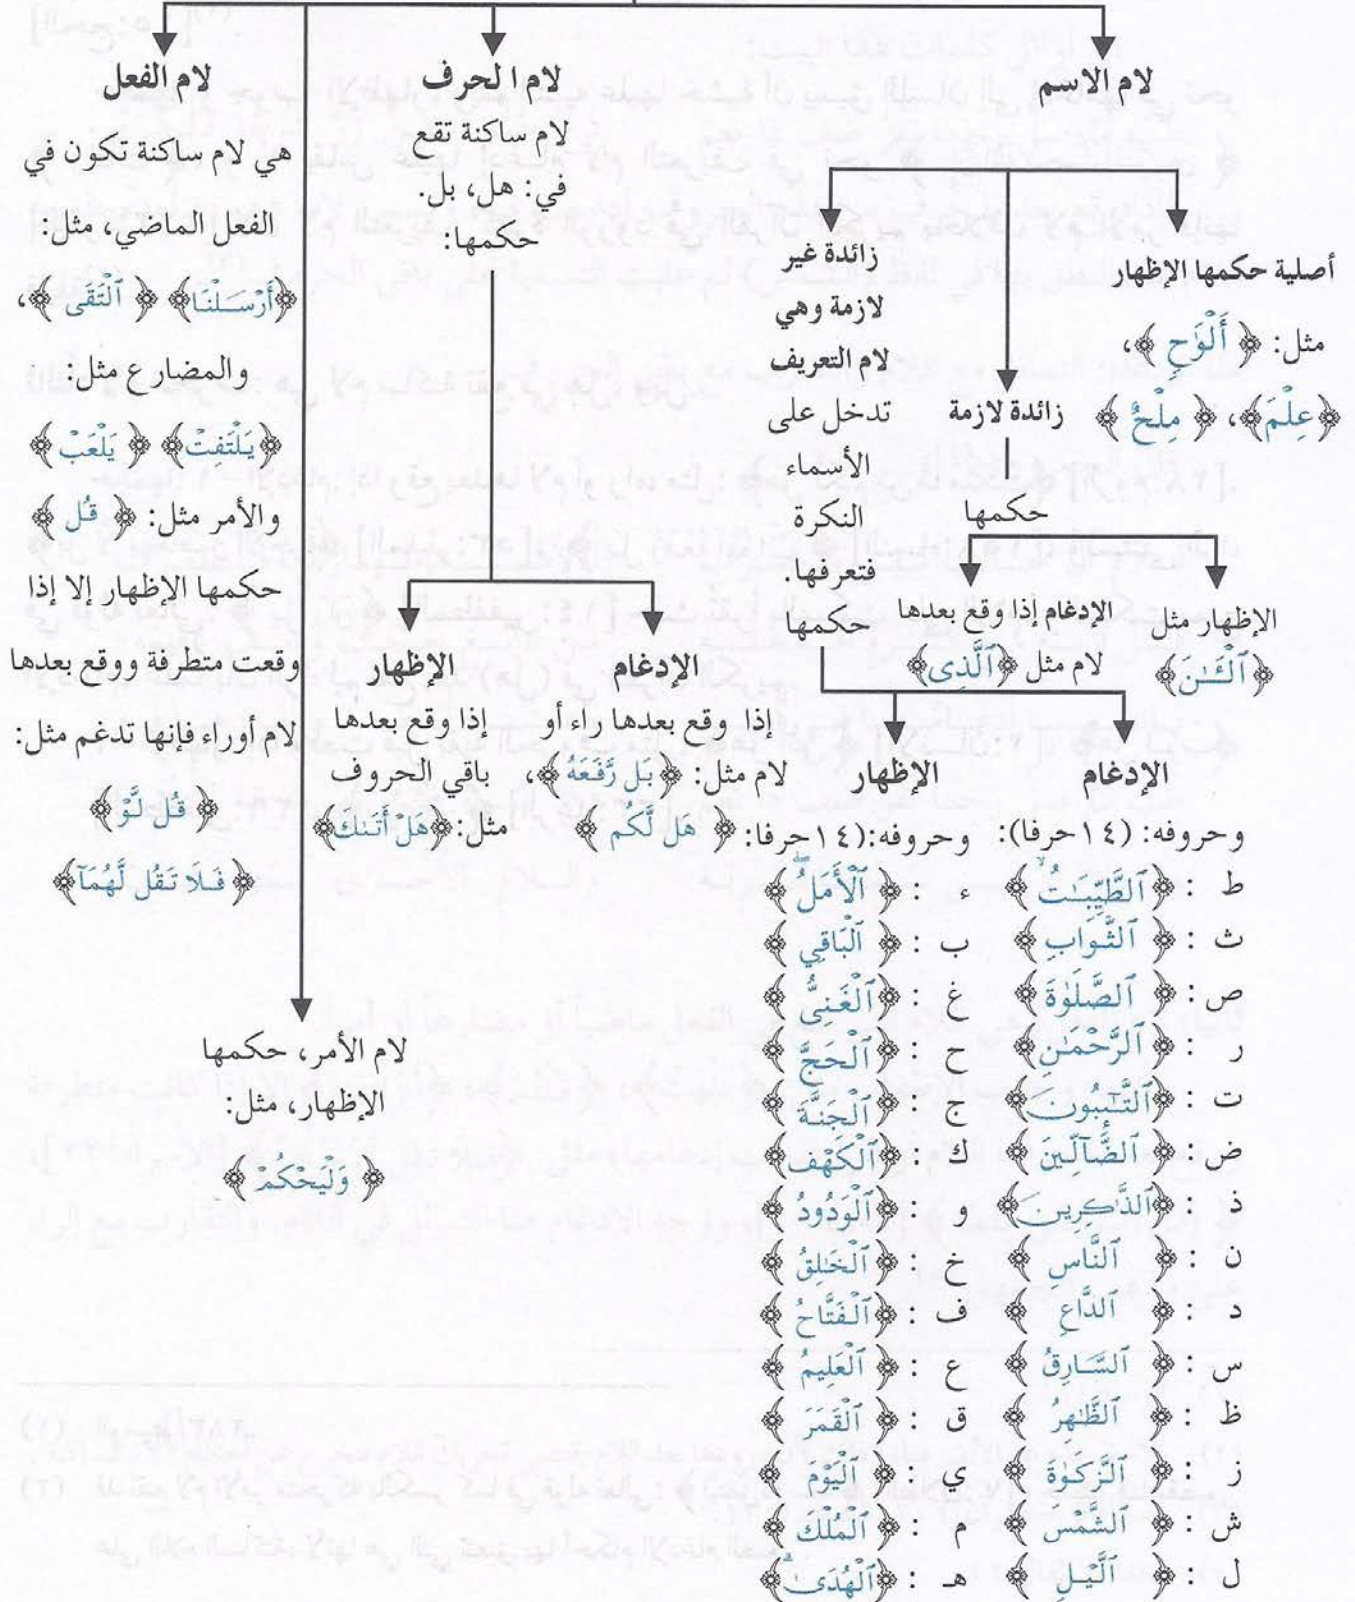 لام الاسم
أصلية حكمها الإظهار
مثل: ﴿ أَلْوَٰحٍ ﴾،
﴿عِلْمَ﴾، ﴿ مِلْحٌ ﴾
زائدة لازمة
حكمها
الإظهار مثل
﴿ ٱلْـَٰٔنَ﴾
الإدغام إذا وقع بعدها
لام مثل ﴿ٱلَّذِى﴾
زائدة غير
لازمة وهي
لام التعريف
تدخل على
الأسماء
النكرة
فتعرفها.
حكمها
الإدغام
وحروفه: (١٤حرفا):
ط : ﴿ ٱلطَّيِّبَـٰتُۙ ﴾
ث : ﴿ ٱلثَّوَابِ ﴾
ص : ﴿ ٱلصَّلَوٰةَ ﴾
ر : ﴿ٱلرَّحْمَـٰنِ﴾
ت : ﴿ٱلتَّـٰٓئِبُونَ﴾
ض : ﴿ ٱلضَّآلِّينَ ﴾
ذ : ﴿ٱلذَّٰكِرِينَ﴾
ن : ﴿ ٱلنَّاسِ ﴾
د : ﴿ ٱلدَّاعِ ﴾
س : ﴿ ٱلسَّارِقُ ﴾
ظ : ﴿ ٱلظَّـٰهِرُ ﴾
ز : ﴿ ٱلزَّكَوٰةَ ﴾
ش : ﴿ ٱلشَّمْسَ ﴾
ل : ﴿ ٱلَّيْلِ ﴾
الإظهار
وحروفه:(١٤حرفا):
ء : ﴿ ٱلْأَمَلُۖ ﴾
ب : ﴿ ٱلْبَاقِي ﴾
غ : ﴿ٱلْغَنِىُّ ﴾
ح : ﴿ٱلْحَجَّ ﴾
ج : ﴿ٱلْجَنَّةَ ﴾
ك : ﴿ٱلْكَهْفِ﴾
و : ﴿ٱلْوَدُودُ ﴾
خ : ﴿ٱلْخَـٰلِقُ ﴾
ف : ﴿ٱلْفَتَّاحُ ﴾
ع : ﴿ ٱلْعَلِيمُ ﴾
ق : ﴿ ٱلْقَمَرَ ﴾
ي : ﴿ ٱلْيَوْمَ ﴾
م : ﴿ ٱلْمُلْكَ ﴾
هـ : ﴿ٱلْهُدَىٰ ۗ﴾
لام الحرف
لام ساكنة تقع
في: هل، بل.
حكمها:
الإدغام
إذا وقع بعدها راء أو
لام مثل: ﴿بَل رَّفَعَهُ ﴾،
﴿ هَل لَّكُم ﴾
الإظهار
إذا وقع بعدها
باقي الحروف
مثل:﴿هَلْ أَتَىٰكَ﴾
لام الفعل
هي لام ساكنة تكون في
الفعل الماضي، مثل:
﴿أَرْسَلْنَا﴾ ﴿ ٱلْتَقَى ﴾،
والمضارع مثل:
﴿يَلْتَفِتْ﴾ ﴿ يَلْعَبْ ﴾
والأمر مثل: ﴿ قُل ﴾
حكمها الإظهار إلا إذا
وقعت متطرفة ووقع بعدها
لام أوراء فإنها تدغم مثل:
﴿ قُل لَّوْ﴾
﴿ فَلَا تَقُل لَّهُمَآ﴾
لام الأمر، حكمها
الإظهار، مثل:
﴿ وَلْيَحْكُمْ ﴾